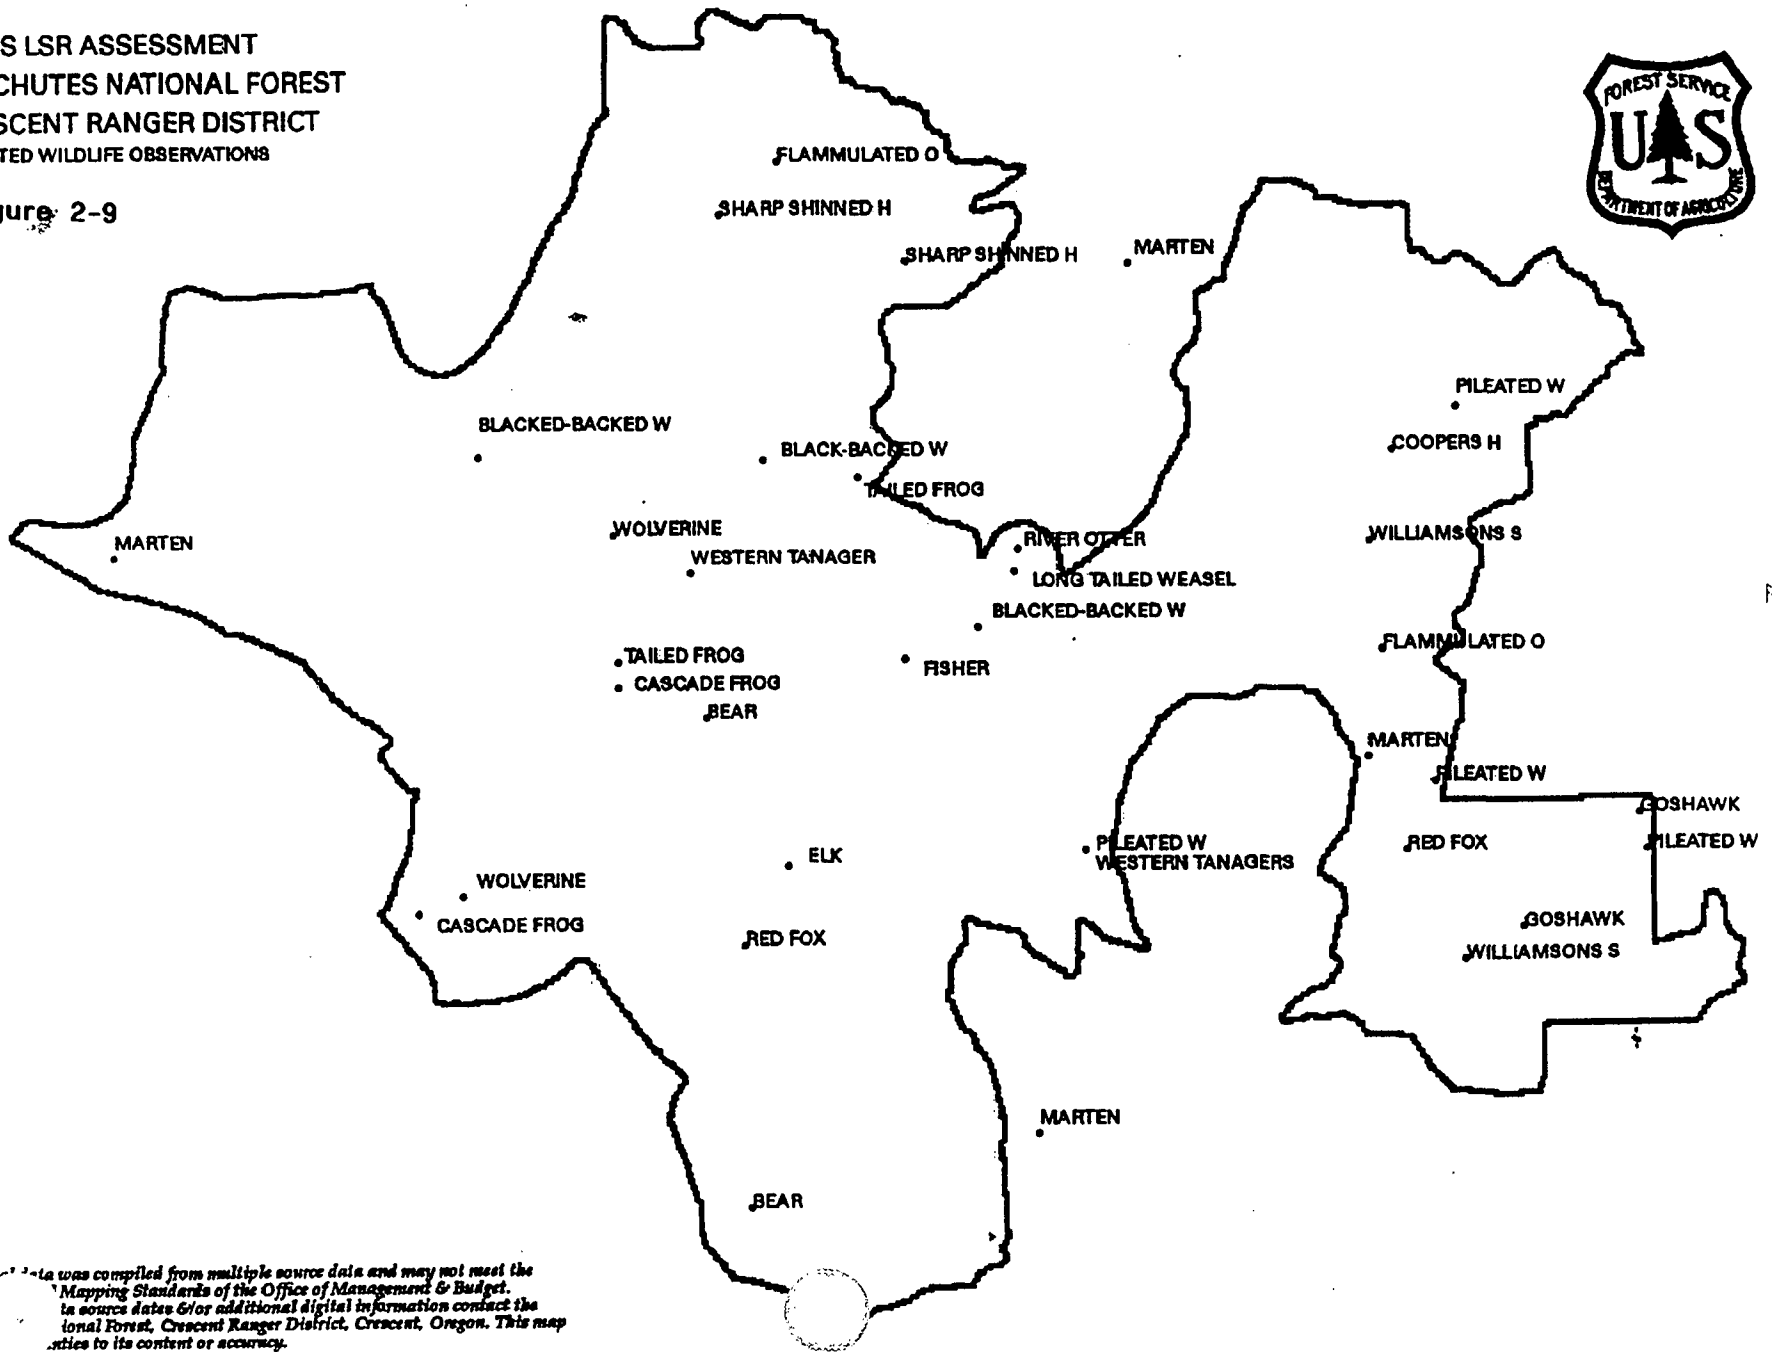 S LSR ASSESSMENT
CHUTES NATIONAL FOREST
SCENT RANGER DISTRICT
TED WILDLIFE OBSERVATIONS
gure 2-9
FOREST SERVICE
US
DEPARTMENT OF AGRICULTURE
FLAMMULATED O
SHARP SHINNED H
SHARP SHINNED H
MARTEN
PILEATED W
BLACKED-BACKED W
COOPERS H
BLACK-BACKED W
TAILED FROG
WOLVERINE
WILLIAMSONS S
MARTEN
RIVER OTTER
WESTERN TANAGER
LONG TAILED WEASEL
BLACKED-BACKED W
FLAMMULATED O
TAILED FROG
FISHER
CASCADE FROG
BEAR
MARTEN
PILEATED W
GOSHAWK
PILEATED W
WESTERN TANAGERS
RED FOX
PILEATED W
ELK
WOLVERINE
CASCADE FROG
GOSHAWK
RED FOX
WILLIAMSONS S
MARTEN
BEAR
ta was compiled from multiple source data and may not meet the
Mapping Standards of the Office of Management & Budget.
ta source dates &/or additional digital information contact the
ional Forest, Crescent Ranger District, Crescent, Oregon. This map
nties to its content or accuracy.